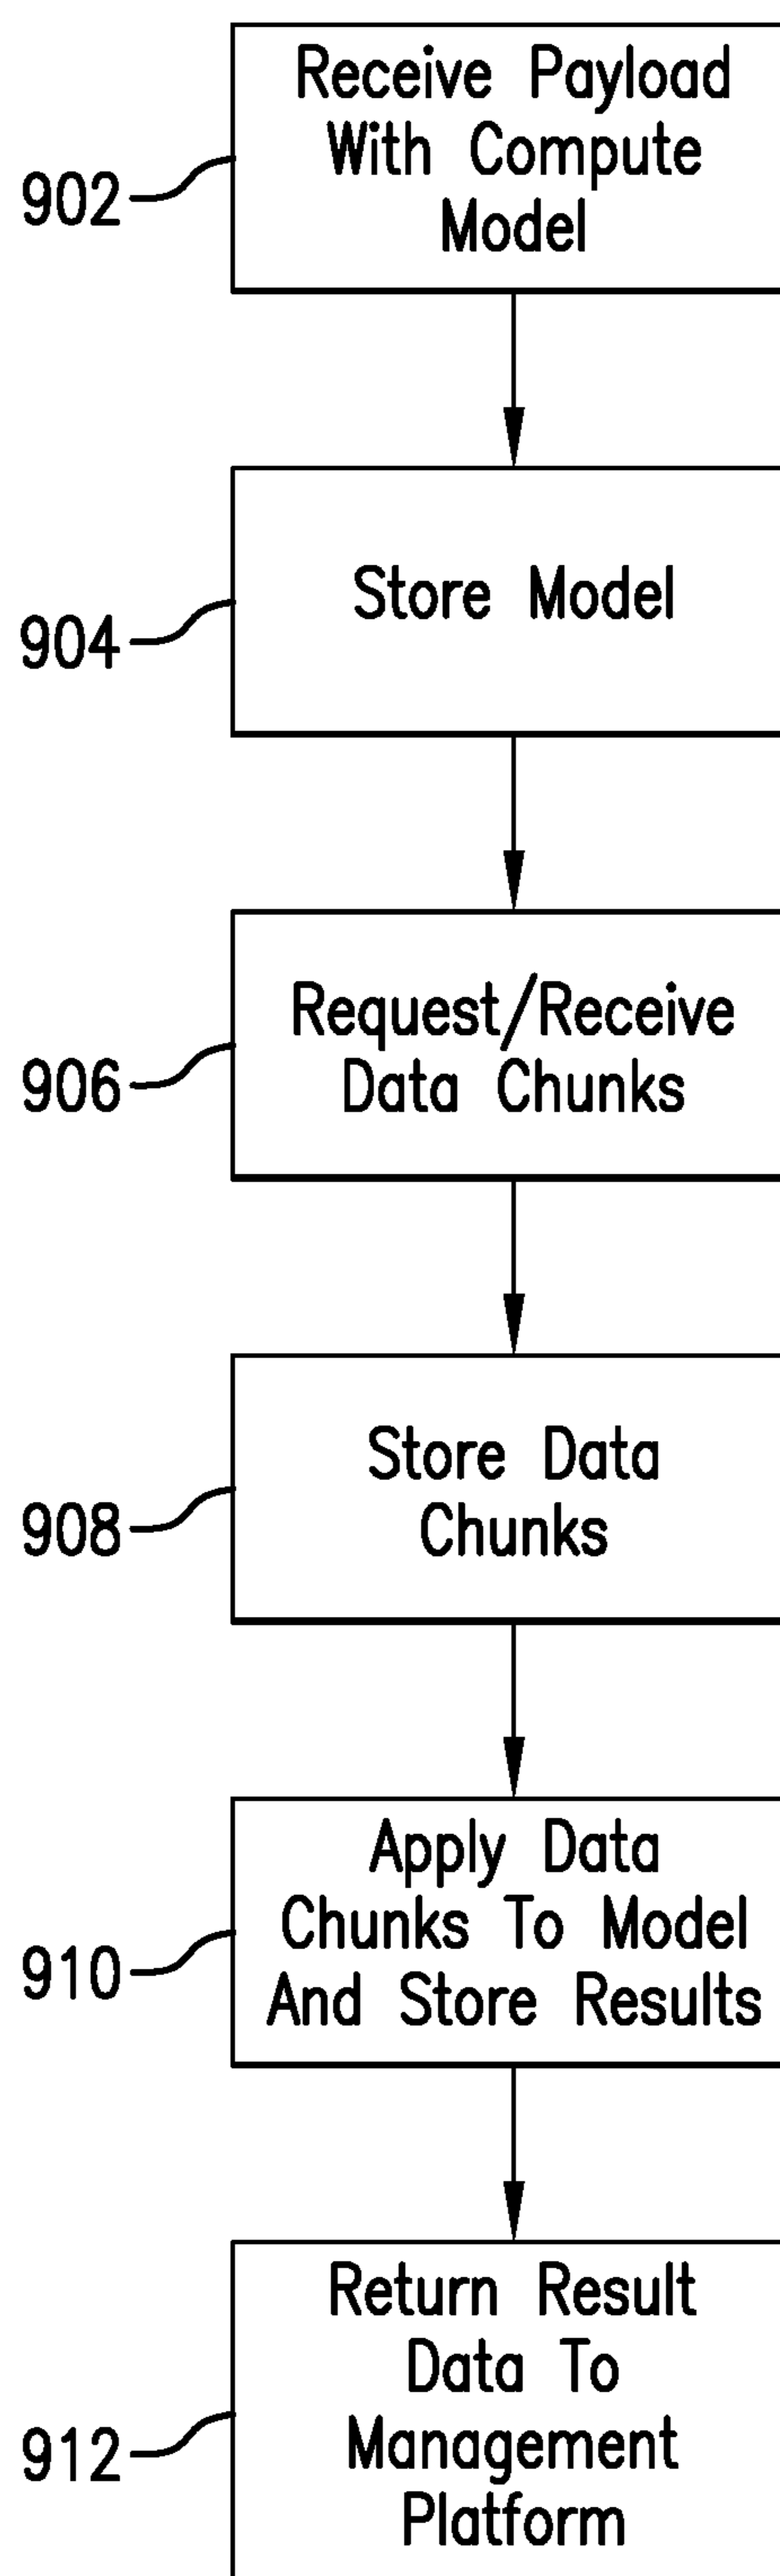 Receive Payload
With Compute
Model
902
Store Model
904
Request/Receive
Data Chunks
906
Store Data
Chunks
908
Apply Data
Chunks To Model
And Store Results
910
Return Result
Data To
Management
Platform
912